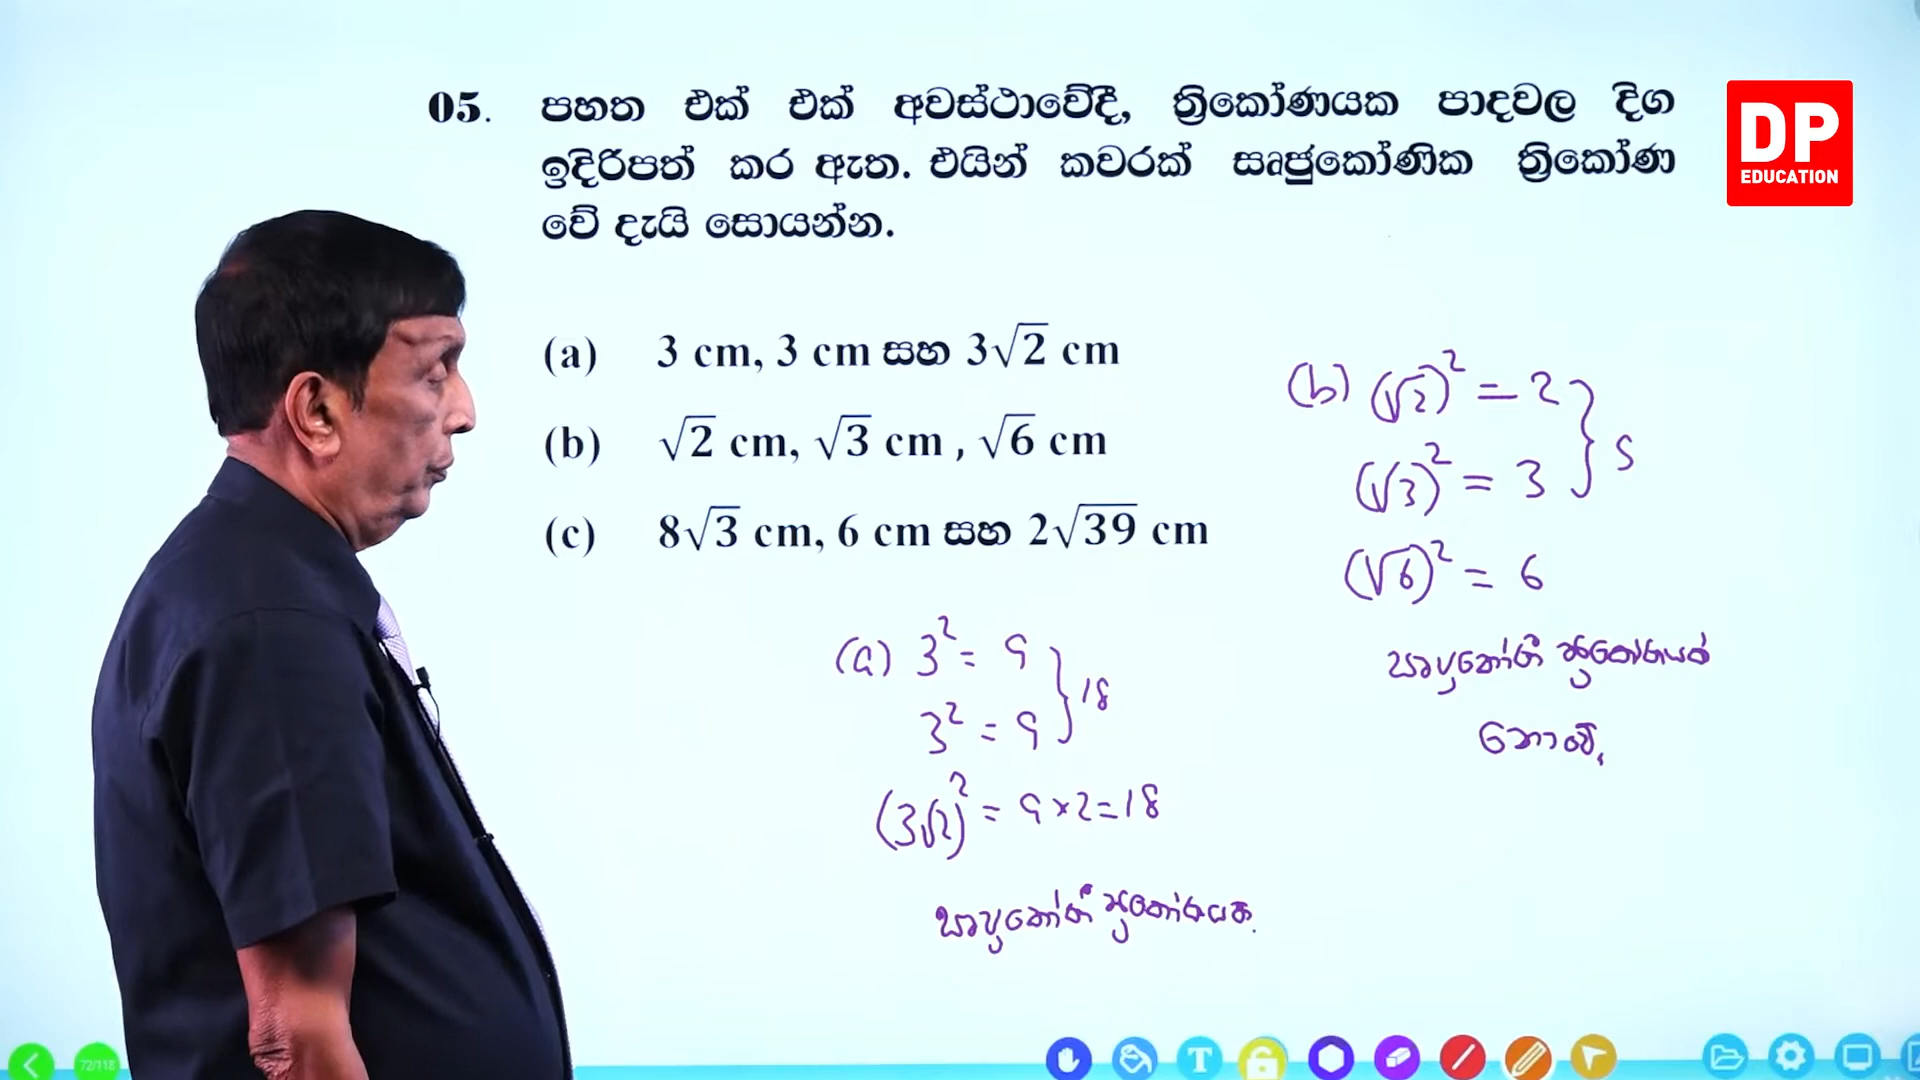 05. පහත එක් එක් අවස්ථාවේදී, ත්‍රිකෝණයක පාදවල දිග
ඉදිරිපත් කර ඇත. එයින් කවරක් සෘජුකෝණික ත්‍රිකෝණ
වේ දැයි සොයන්න.
DP
EDUCATION
(a) 3 cm, 3 cm සහ 3√2 cm
(b) √2 cm, √3 cm , √6 cm
(c) 8√3 cm, 6 cm සහ 2√39 cm
(b) (√2)² = 2 } 5
(√3)² = 3
(√6)² = 6
සෘජුකෝණී ත්‍රිකෝණයක්
නොවේ.
(a) 3² = 9 } 18
3² = 9
(3√2)² = 9 × 2 = 18
සෘජුකෝණී ත්‍රිකෝණයකි.
72/118
T